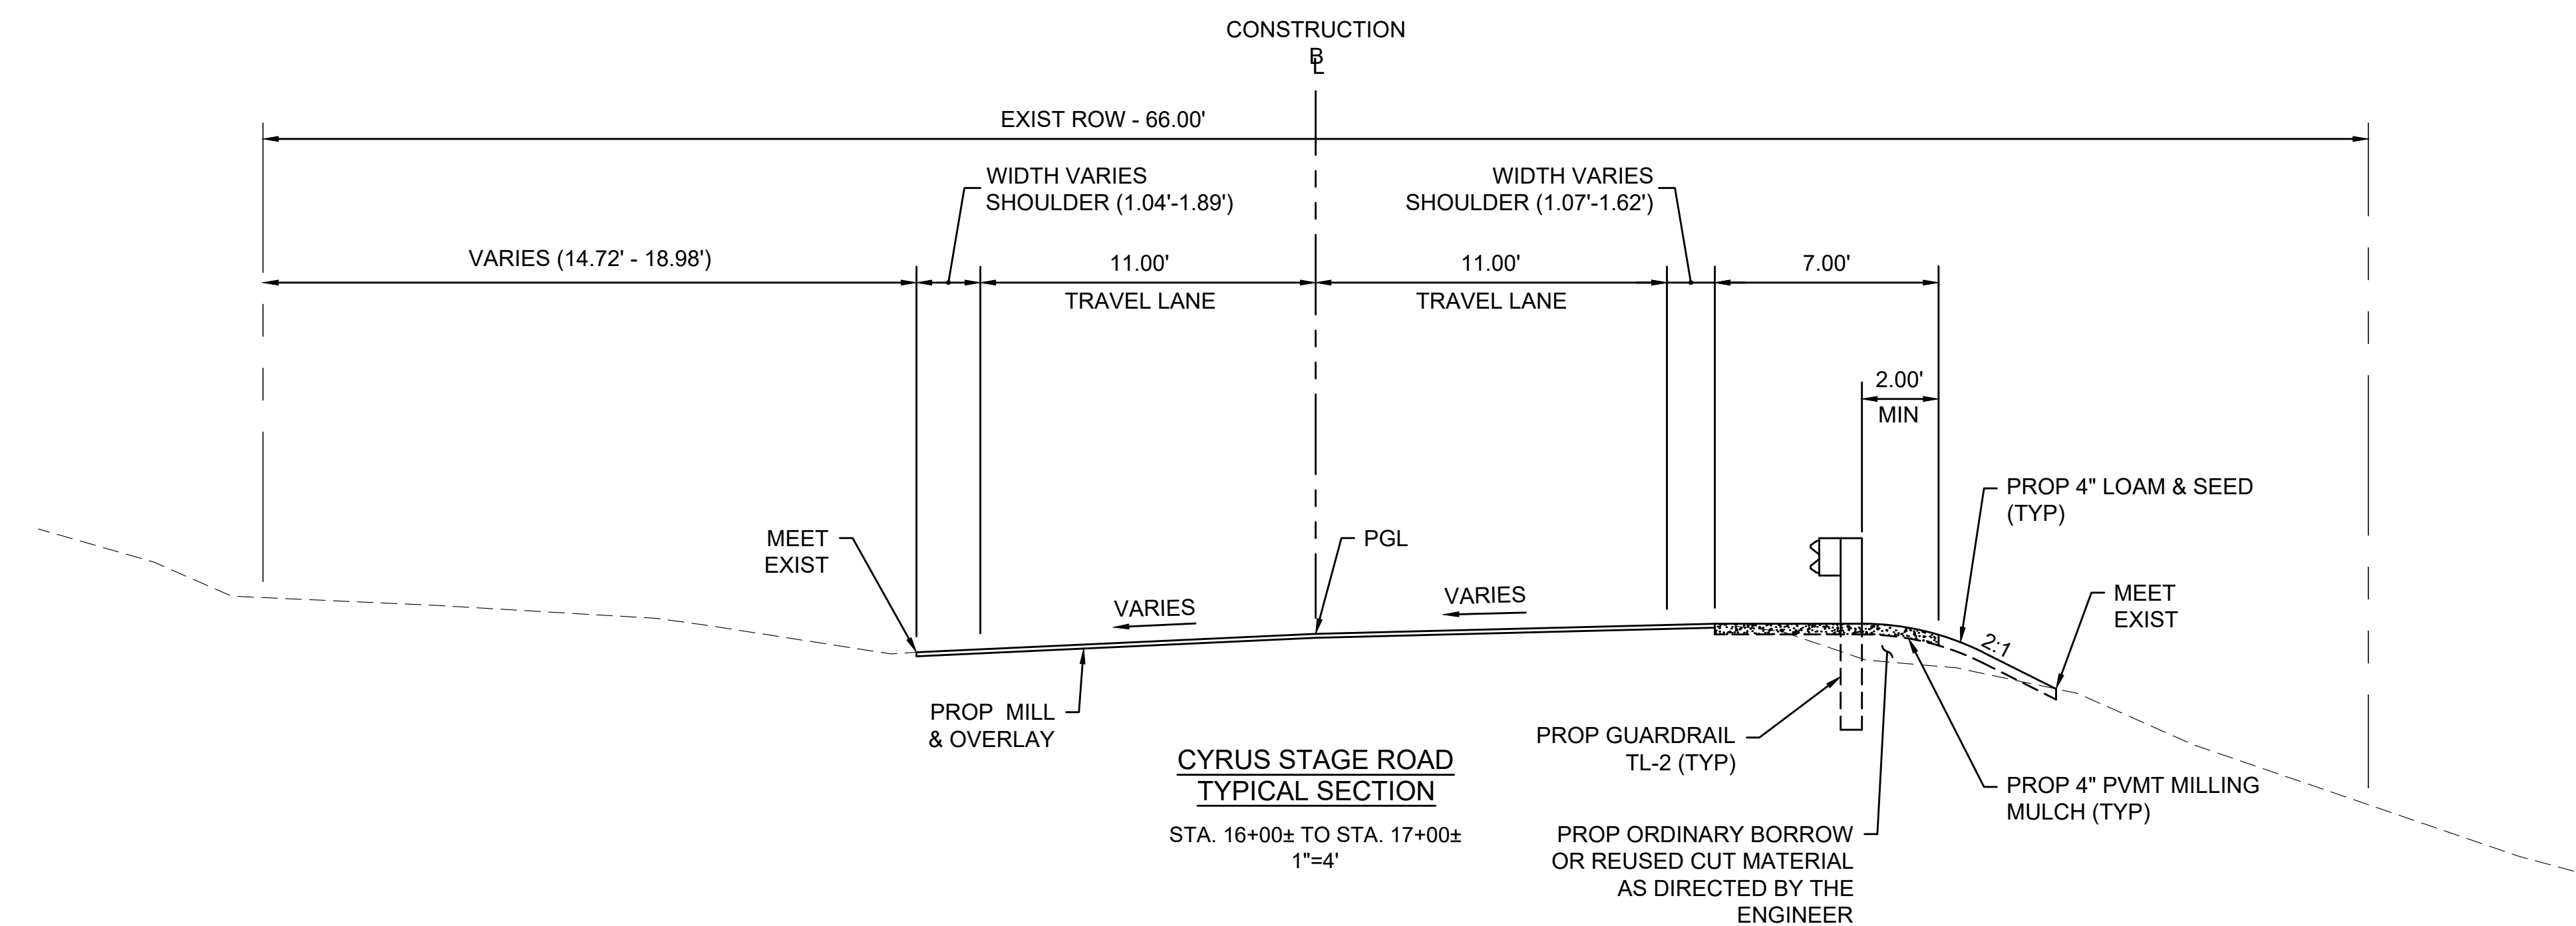 CONSTRUCTION
BL
EXIST ROW - 66.00'
WIDTH VARIES
SHOULDER (1.04'-1.89')
WIDTH VARIES
SHOULDER (1.07'-1.62')
VARIES (14.72' - 18.98')
11.00'
TRAVEL LANE
11.00'
TRAVEL LANE
7.00'
2.00'
MIN
PROP 4" LOAM & SEED
(TYP)
MEET
EXIST
PGL
VARIES
VARIES
MEET
EXIST
2:1
PROP MILL
& OVERLAY
PROP GUARDRAIL
TL-2 (TYP)
PROP 4" PVMT MILLING
MULCH (TYP)
PROP ORDINARY BORROW
OR REUSED CUT MATERIAL
AS DIRECTED BY THE
ENGINEER
CYRUS STAGE ROAD
TYPICAL SECTION
STA. 16+00± TO STA. 17+00±
1"=4'